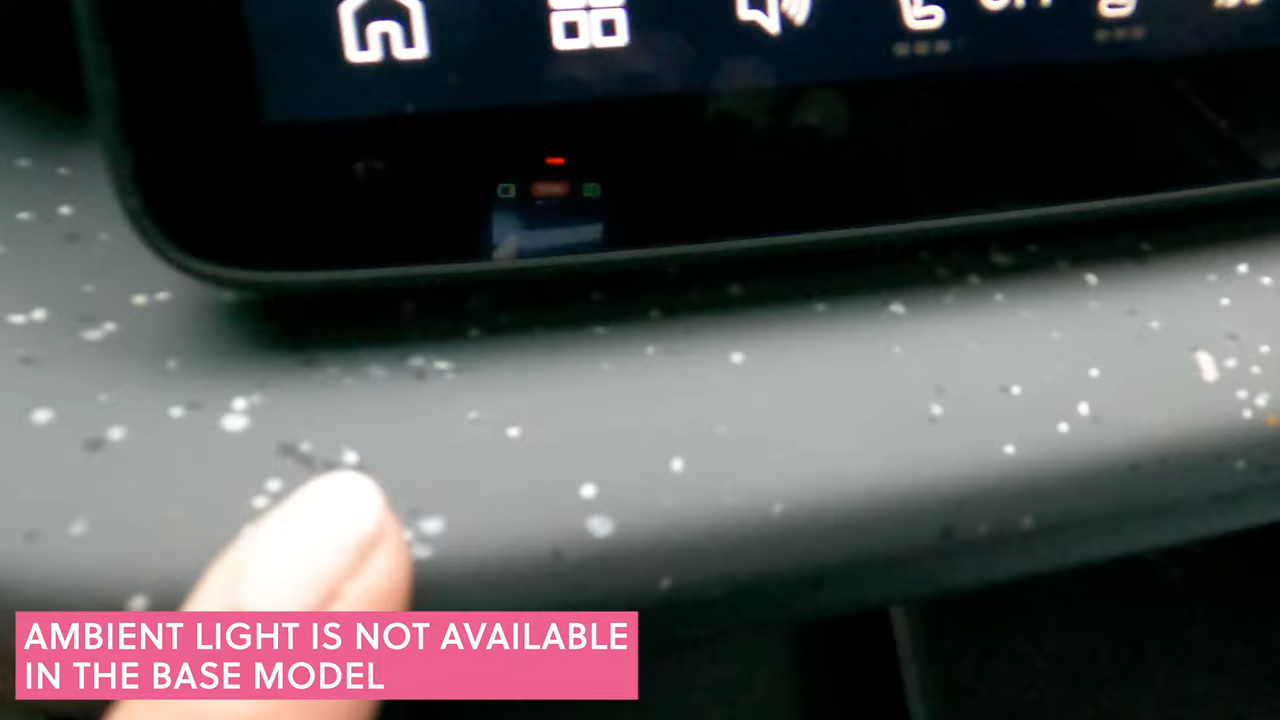 AMBIENT LIGHT IS NOT AVAILABLE
IN THE BASE MODEL